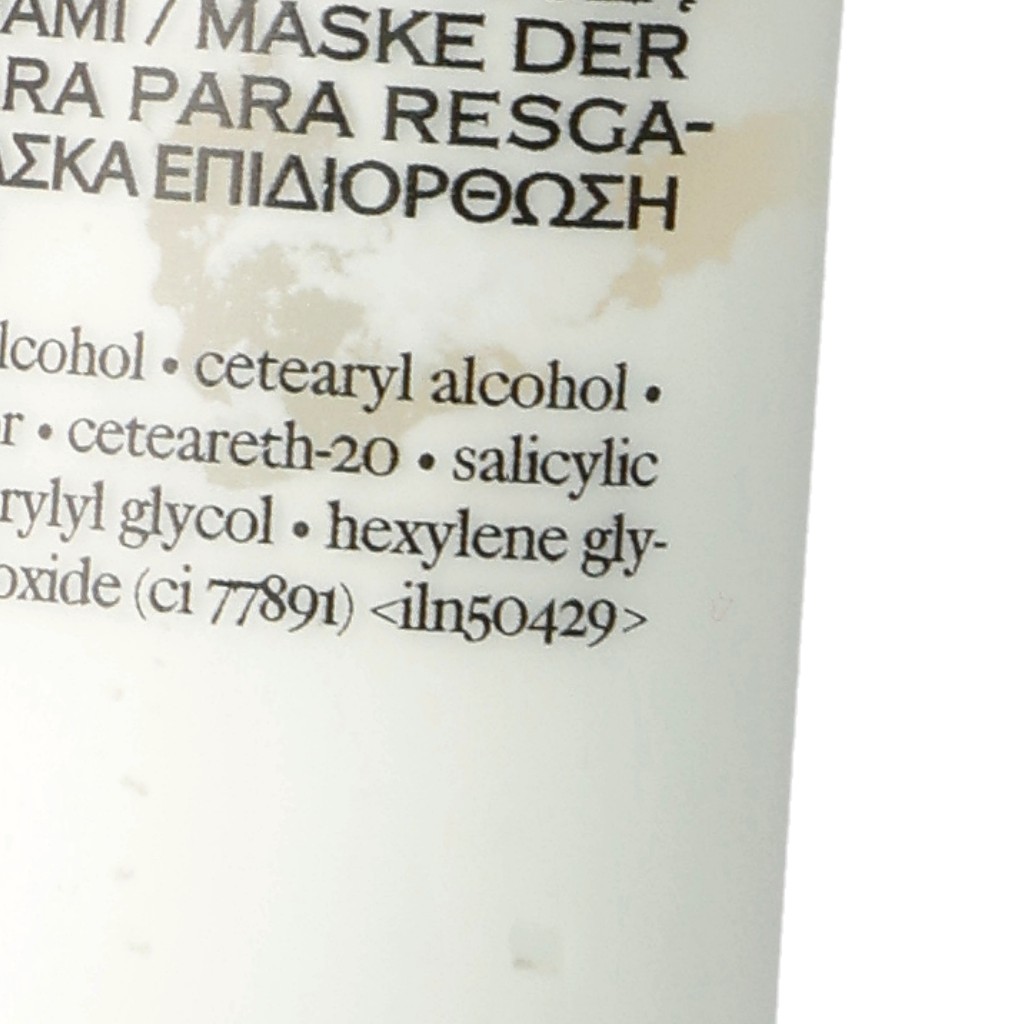 AMI / MASKE DER
RA PARA RESGA-
ΑΣΚΑ ΕΠΙΔΙΟΡΘΩΣΗ
lcohol • cetearyl alcohol •
r • ceteareth-20 • salicylic
rylyl glycol • hexylene gly-
oxide (ci 77891) <iln50429>